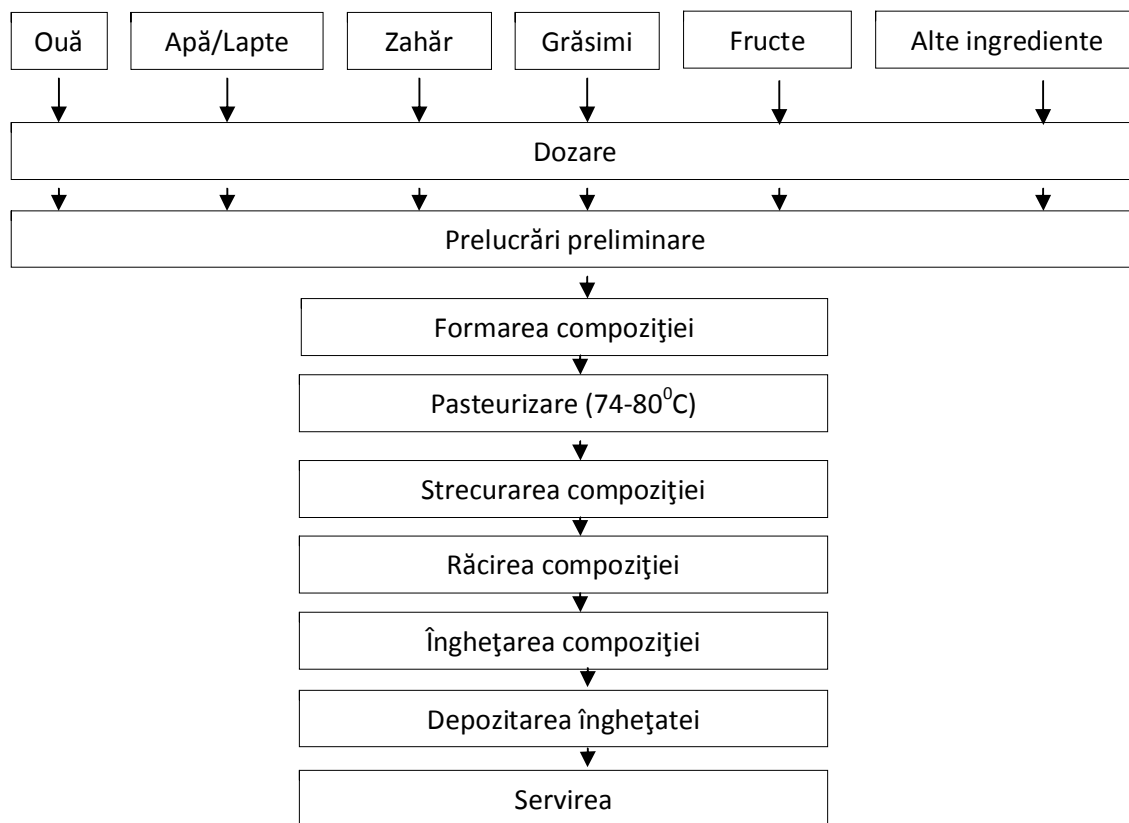 Ouă
Apă/Lapte
Zahăr
Grăsimi
Fructe
Alte ingrediente
Dozare
Prelucrări preliminare
Formarea compoziţiei
Pasteurizare (74-80⁰C)
Strecurarea compoziţiei
Răcirea compoziţiei
Îngheţarea compoziţiei
Depozitarea îngheţatei
Servirea